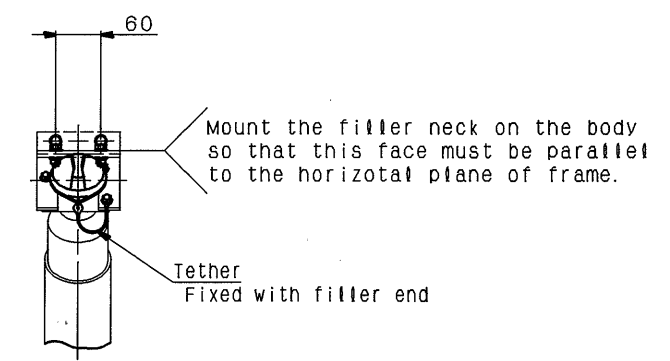 60
Mount the filler neck on the body
so that this face must be parallel
to the horizotal plane of frame.
Tether
Fixed with filler end